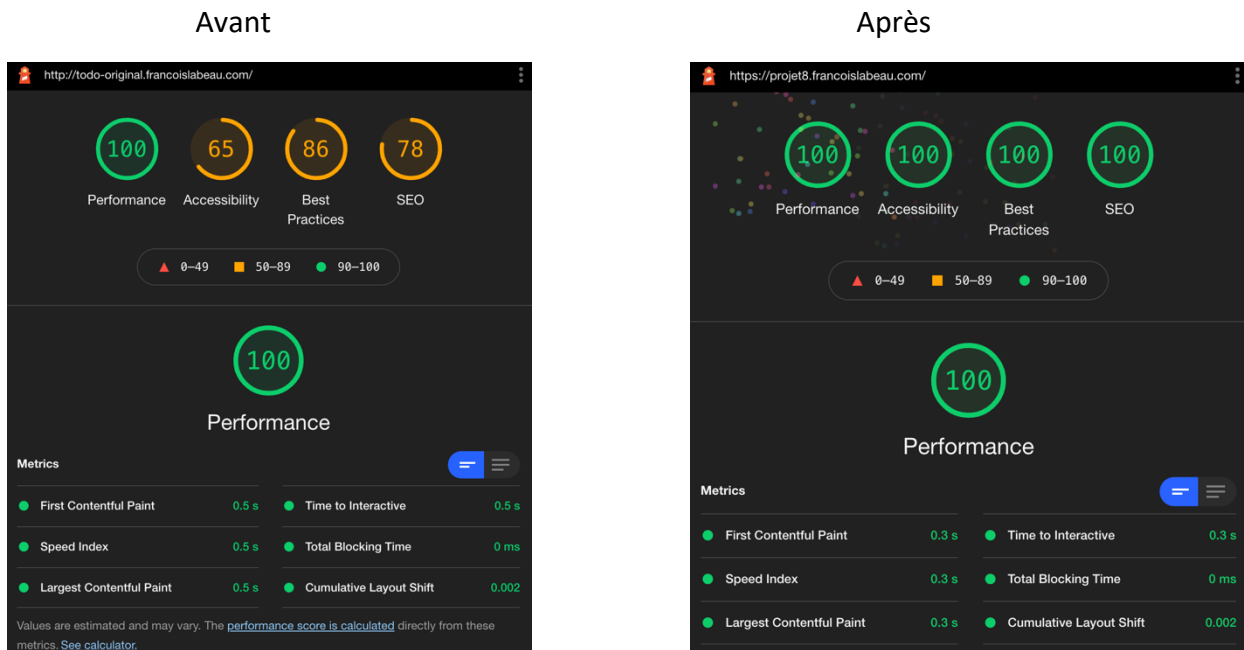 Avant
http://todo-original.francoislabeau.com/
100
65
86
78
Performance
Accessibility
Best
Practices
SEO
0–49
50–89
90–100
100
Performance
Metrics
First Contentful Paint 0.5 s
Time to Interactive 0.5 s
Speed Index 0.5 s
Total Blocking Time 0 ms
Largest Contentful Paint 0.5 s
Cumulative Layout Shift 0.002
Values are estimated and may vary. The performance score is calculated directly from these
metrics. See calculator.
Après
https://projet8.francoislabeau.com/
100
100
100
100
Performance
Accessibility
Best
Practices
SEO
0–49
50–89
90–100
100
Performance
Metrics
First Contentful Paint 0.3 s
Time to Interactive 0.3 s
Speed Index 0.3 s
Total Blocking Time 0 ms
Largest Contentful Paint 0.3 s
Cumulative Layout Shift 0.002